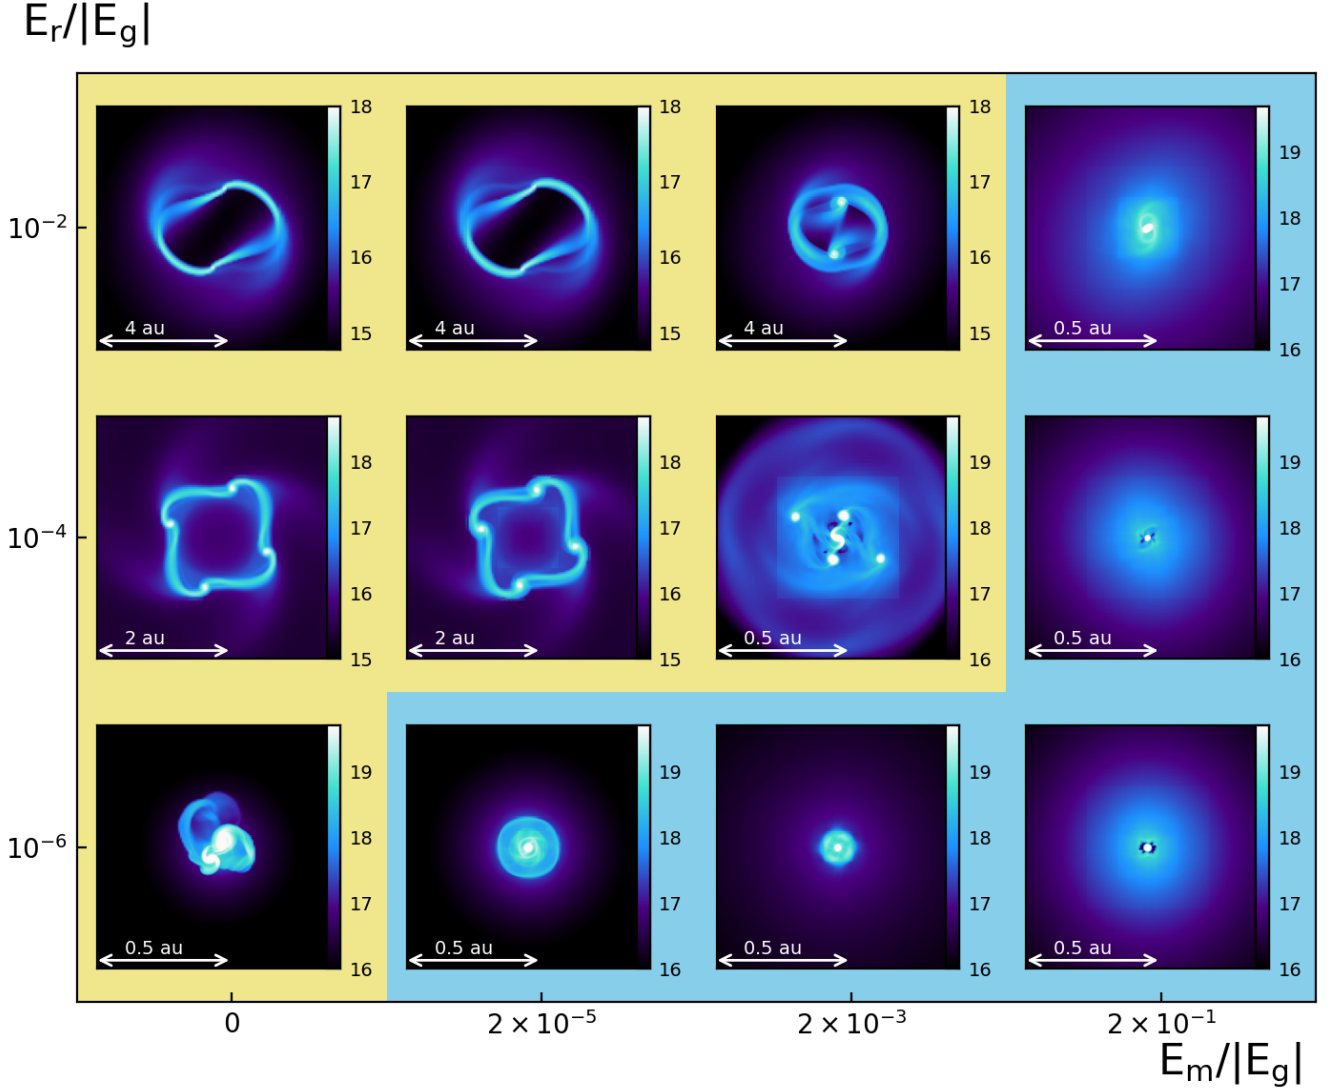 E_r/|E_g|
18 18 18
17 17 17 19
10^{-2} 16 16 16 18
17
4 au 4 au 4 au 0.5 au
15 15 15 16
18 18 19 19
17 17 18 18
10^{-4} 16 16 17 17
2 au 2 au 0.5 au 0.5 au
15 15 16 16
19 19 19 19
18 18 18 18
10^{-6} 17 17 17 17
0.5 au 0.5 au 0.5 au 0.5 au
16 16 16 16
0 2 × 10^{-5} 2 × 10^{-3} 2 × 10^{-1}
E_m/|E_g|